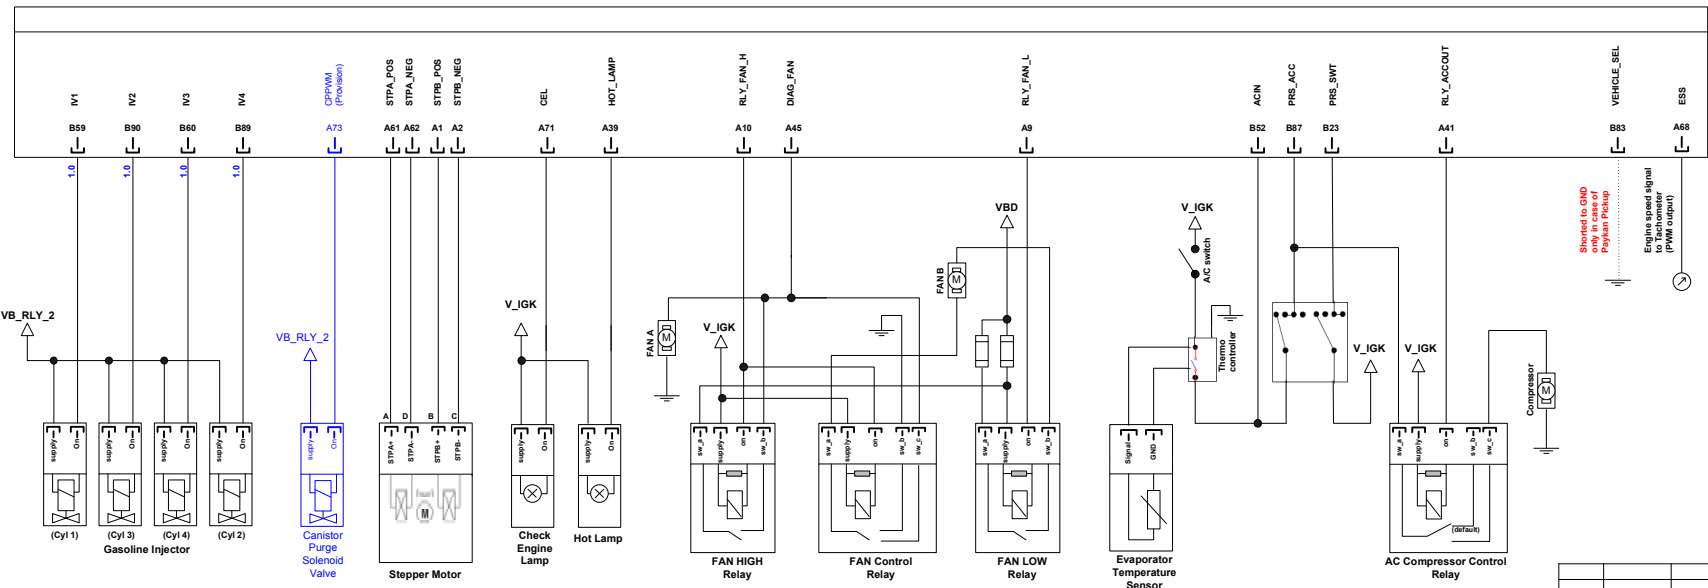 IV1
IV2
IV3
IV4
CPPWM
(Provision)
STPA_POS
STPA_NEG
STPB_POS
STPB_NEG
CEL
HOT_LAMP
RLY_FAN_H
DIAG_FAN
RLY_FAN_L
ACIN
PRS_ACC
PRS_SWT
RLY_ACCOUT
VEHICLE_SEL
ESS
B59
B90
B60
B89
A73
A61
A62
A1
A2
A71
A39
A10
A45
A9
B52
B87
B23
A41
B83
A68
1.0
1.0
1.0
1.0
Shorted to GND
only in case of
Paykan Pickup
Engine speed signal
to Tachometer
(PWM output)
VBD
V_IGK
A/C switch
FAN B
M
VB_RLY_2
VB_RLY_2
V_IGK
FAN A
M
V_IGK
Thermo
controller
V_IGK
V_IGK
Compressor
M
A
D
B
C
supply
On
supply
On
supply
On
supply
On
supply
On
STPA+
STPA-
STPB+
STPB-
supply
On
supply
On
sw_a
supply
on
sw_b
sw_a
supply
on
sw_b
sw_c
sw_a
supply
on
sw_b
Signal
GND
sw_a
supply
on
sw_b
sw_c
M
(default)
(Cyl 1)
(Cyl 3)
(Cyl 4)
(Cyl 2)
Gasoline Injector
Canistor
Purge
Solenoid
Valve
Stepper Motor
Check
Engine
Lamp
Hot Lamp
FAN HIGH
Relay
FAN Control
Relay
FAN LOW
Relay
Evaporator
Temperature
Sensor
AC Compressor Control
Relay